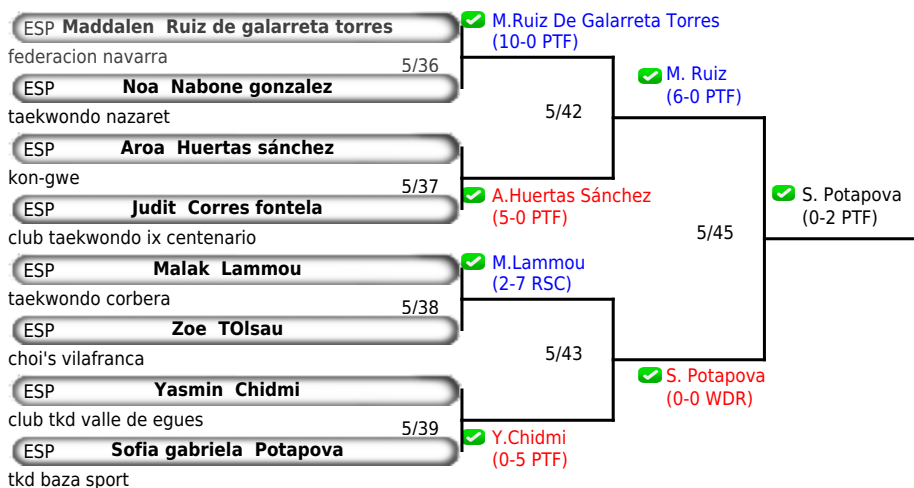 ESP Maddalen Ruiz de galarreta torres
federacion navarra
5/36
ESP Noa Nabone gonzalez
taekwondo nazaret
ESP Aroa Huertas sánchez
kon-gwe
5/37
ESP Judit Corres fontela
club taekwondo ix centenario
ESP Malak Lammou
taekwondo corbera
5/38
ESP Zoe TOlsau
choi's vilafranca
ESP Yasmin Chidmi
club tkd valle de egues
5/39
ESP Sofia gabriela Potapova
tkd baza sport
M.Ruiz De Galarreta Torres
(10-0 PTF)
5/42
A.Huertas Sánchez
(5-0 PTF)
M.Lammou
(2-7 RSC)
5/43
Y.Chidmi
(0-5 PTF)
M. Ruiz
(6-0 PTF)
5/45
S. Potapova
(0-0 WDR)
S. Potapova
(0-2 PTF)